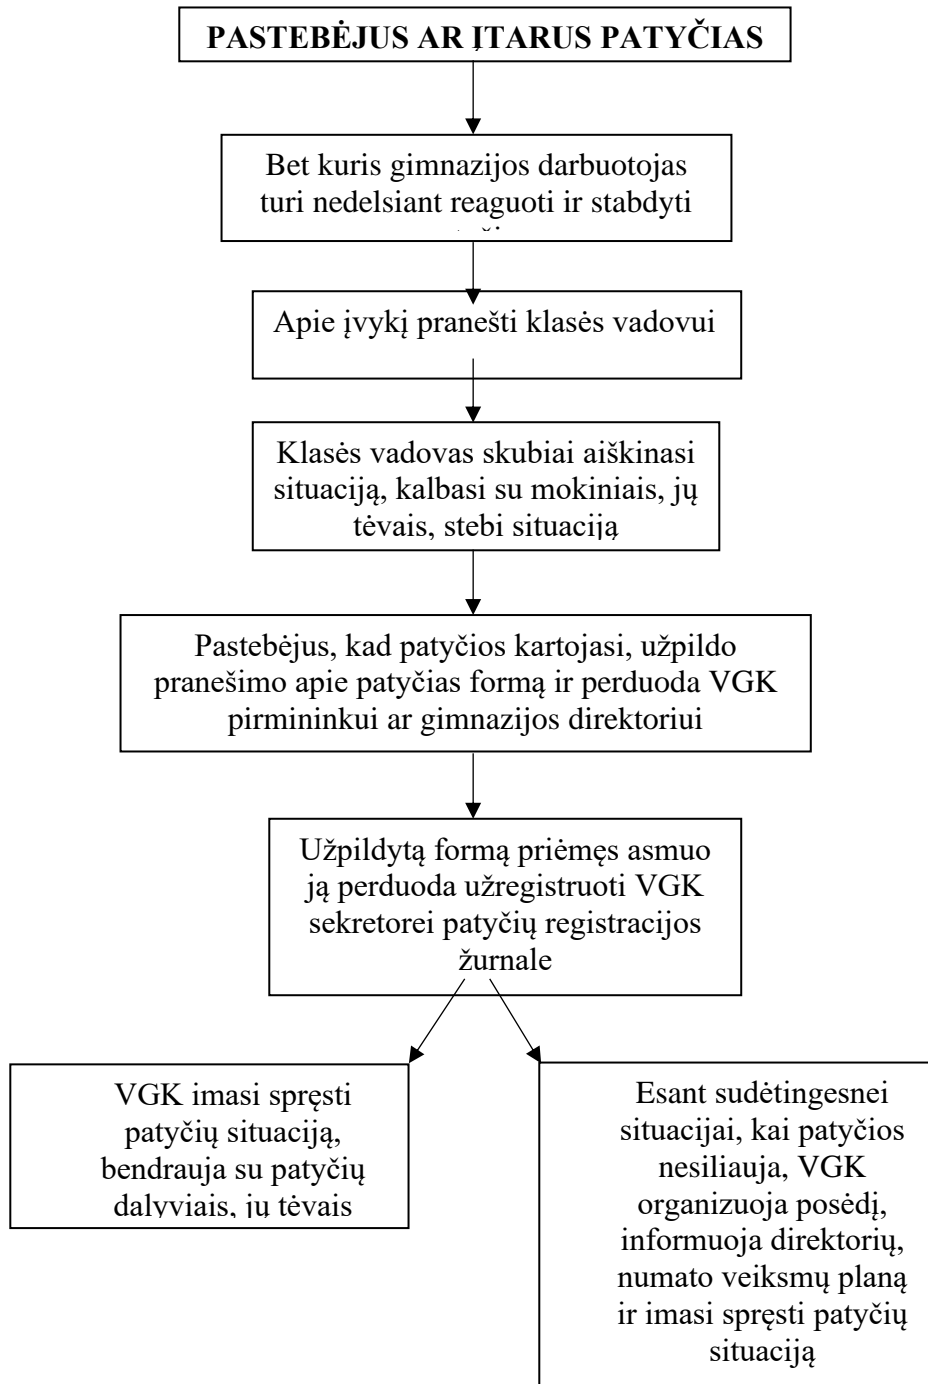 PASTEBĖJUS AR ĮTARUS PATYČIAS
Bet kuris gimnazijos darbuotojas
turi nedelsiant reaguoti ir stabdyti
Apie įvykį pranešti klasės vadovui
Klasės vadovas skubiai aiškinasi
situaciją, kalbasi su mokiniais, jų
tėvais, stebi situaciją
Pastebėjus, kad patyčios kartojasi, užpildo
pranešimo apie patyčias formą ir perduoda VGK
pirmininkui ar gimnazijos direktoriui
Užpildytą formą priėmęs asmuo
ją perduoda užregistruoti VGK
sekretorei patyčių registracijos
žurnale
VGK imasi spręsti
patyčių situaciją,
bendrauja su patyčių
dalyviais, jų tėvais
Esant sudėtingesnei
situacijai, kai patyčios
nesiliauja, VGK
organizuoja posėdį,
informuoja direktorių,
numato veiksmų planą
ir imasi spręsti patyčių
situaciją